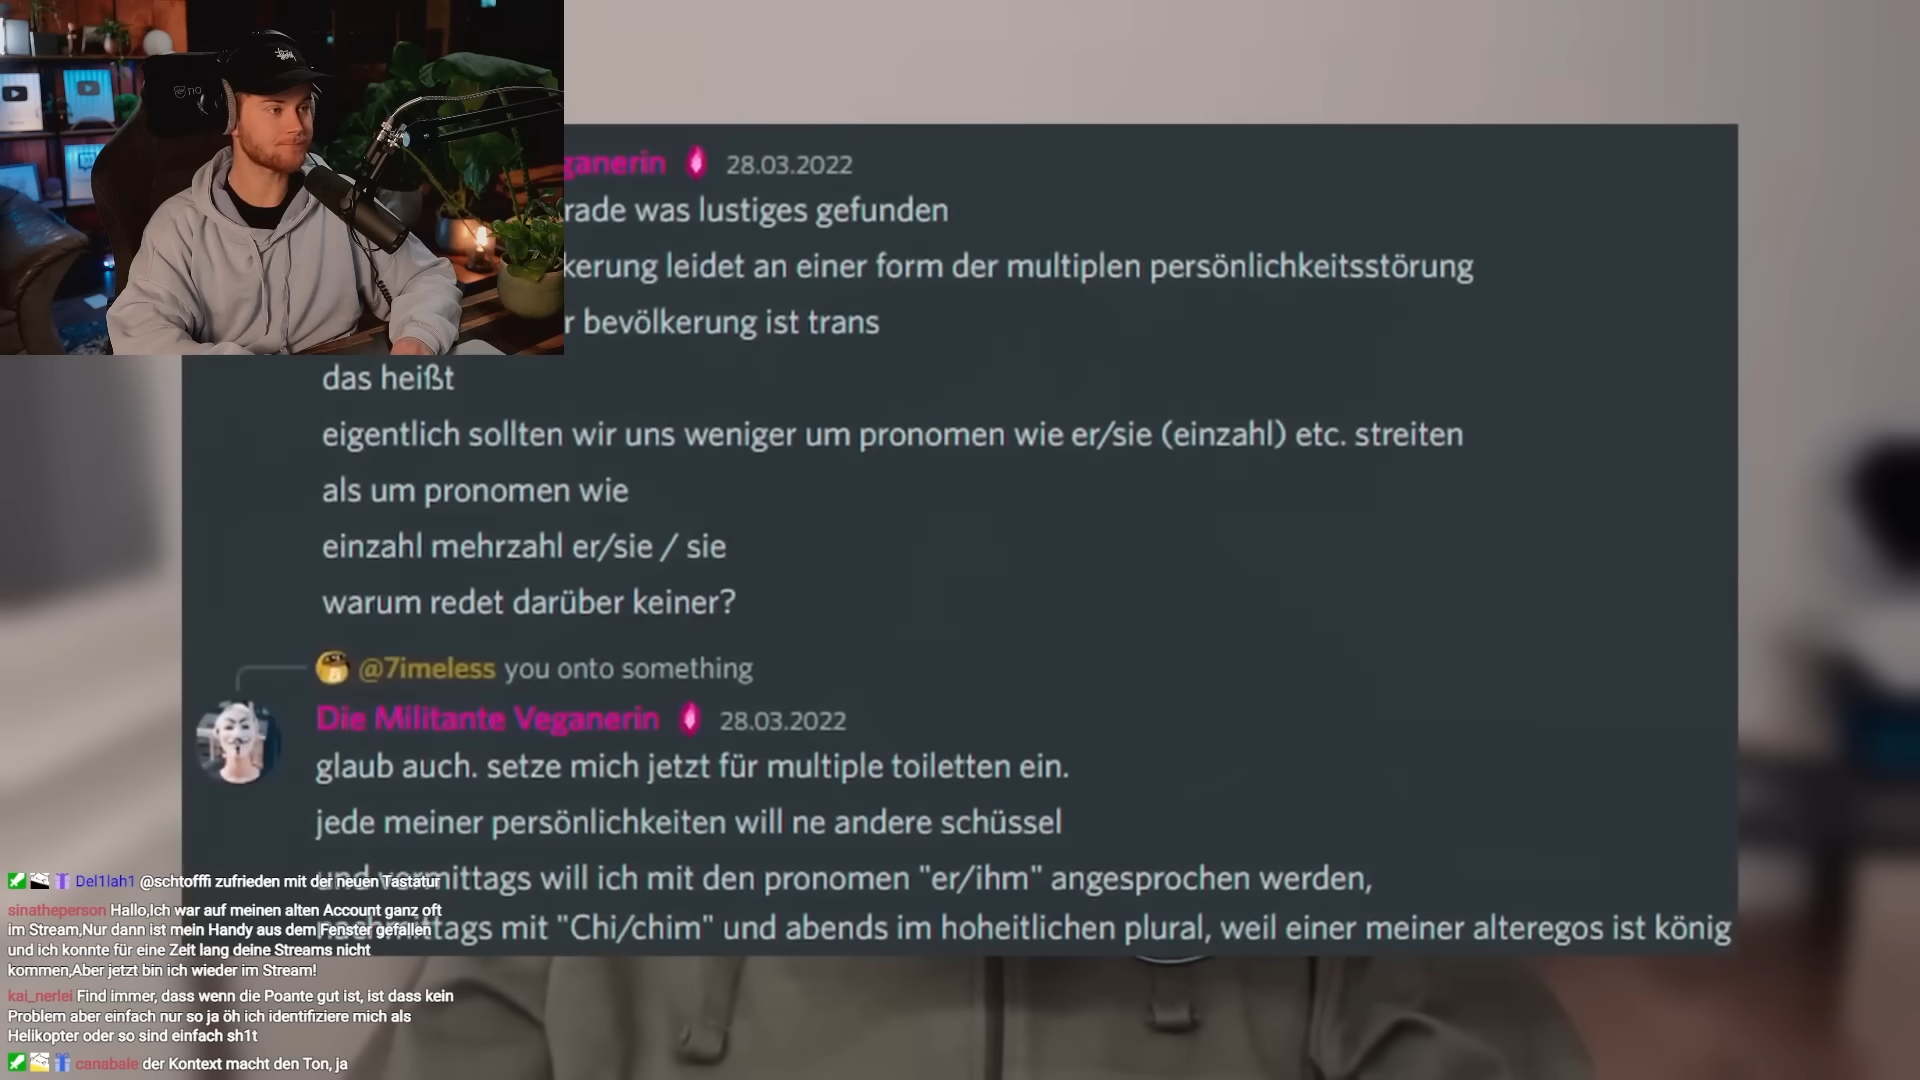 no
ganerin 28.03.2022
rade was lustiges gefunden
kerung leidet an einer form der multiplen persönlichkeitsstörung
r bevölkerung ist trans
das heißt
eigentlich sollten wir uns weniger um pronomen wie er/sie (einzahl) etc. streiten
als um pronomen wie
einzahl mehrzahl er/sie / sie
warum redet darüber keiner?
@7imeless you onto something
Die Militante Veganerin 28.03.2022
glaub auch. setze mich jetzt für multiple toiletten ein.
jede meiner persönlichkeiten will ne andere schüssel
und vormittags will ich mit den pronomen "er/ihm" angesprochen werden,
nachmittags mit "Chi/chim" und abends im hoheitlichen plural, weil einer meiner alteregos ist könig
Del1lah1 @schtofffi zufrieden mit der neuen Tastatur
sinatheperson Hallo,Ich war auf meinen alten Account ganz oft
im Stream,Nur dann ist mein Handy aus dem Fenster gefallen
und ich konnte für eine Zeit lang deine Streams nicht
kommen,Aber jetzt bin ich wieder im Stream!
kai_nerlei Find immer, dass wenn die Poante gut ist, ist dass kein
Problem aber einfach nur so ja öh ich identifiziere mich als
Helikopter oder so sind einfach sh1t
canabale der Kontext macht den Ton, ja